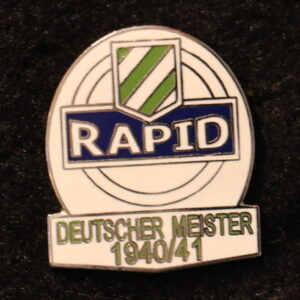 RAPID
DEUTSCHER MEISTER
1940/41